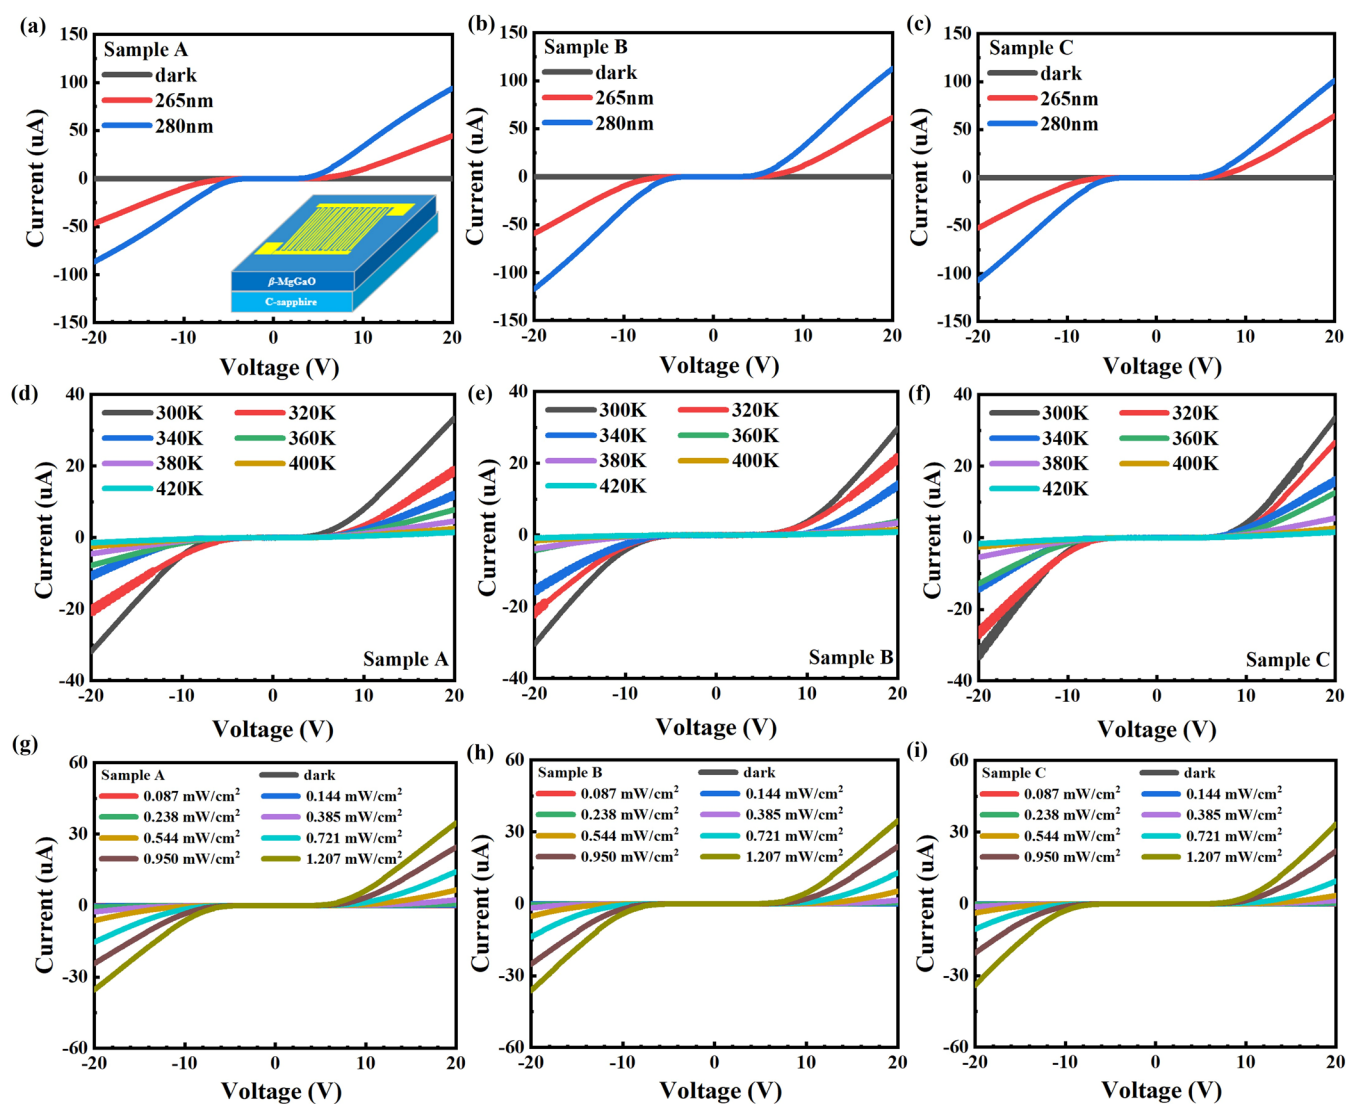 (a)
Sample A
dark
265nm
280nm
150
100
50
0
-50
-100
-150
Current (uA)
β-MgGaO
C-sapphire
-20 -10 0 10 20
Voltage (V)
(b)
Sample B
dark
265nm
280nm
150
100
50
0
-50
-100
-150
Current (uA)
-20 -10 0 10 20
Voltage (V)
(c)
Sample C
dark
265nm
280nm
150
100
50
0
-50
-100
-150
Current (uA)
-20 -10 0 10 20
Voltage (V)
(d)
300K 320K
340K 360K
380K 400K
420K
40
20
0
-20
-40
Current (uA)
Sample A
-20 -10 0 10 20
Voltage (V)
(e)
300K 320K
340K 360K
380K 400K
420K
40
20
0
-20
-40
Current (uA)
Sample B
-20 -10 0 10 20
Voltage (V)
(f)
300K 320K
340K 360K
380K 400K
420K
40
20
0
-20
-40
Current (uA)
Sample C
-20 -10 0 10 20
Voltage (V)
(g)
Sample A dark
0.087 mW/cm² 0.144 mW/cm²
0.238 mW/cm² 0.385 mW/cm²
0.544 mW/cm² 0.721 mW/cm²
0.950 mW/cm² 1.207 mW/cm²
60
30
0
-30
-60
Current (uA)
-20 -10 0 10 20
Voltage (V)
(h)
Sample B dark
0.087 mW/cm² 0.144 mW/cm²
0.238 mW/cm² 0.385 mW/cm²
0.544 mW/cm² 0.721 mW/cm²
0.950 mW/cm² 1.207 mW/cm²
60
30
0
-30
-60
Current (uA)
-20 -10 0 10 20
Voltage (V)
(i)
Sample C dark
0.087 mW/cm² 0.144 mW/cm²
0.238 mW/cm² 0.385 mW/cm²
0.544 mW/cm² 0.721 mW/cm²
0.950 mW/cm² 1.207 mW/cm²
60
30
0
-30
-60
Current (uA)
-20 -10 0 10 20
Voltage (V)